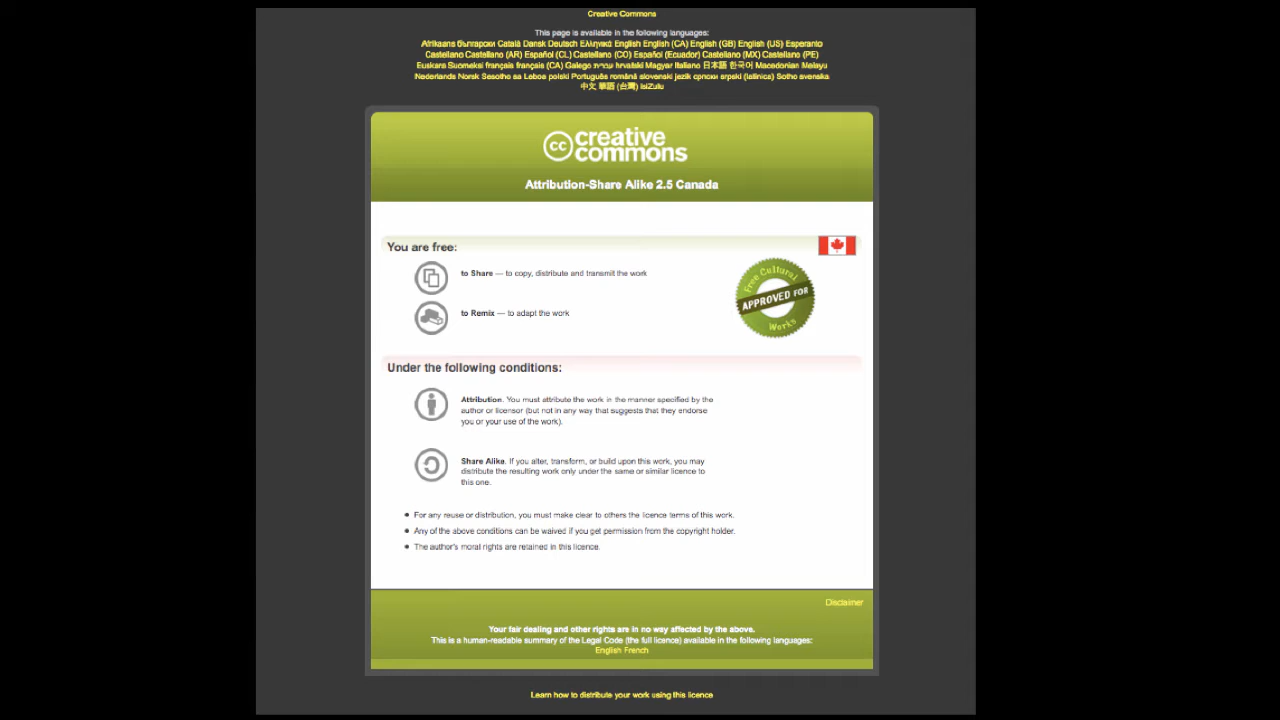 Creative Commons
This page is available in the following languages:
Afrikaans български Català Dansk Deutsch Ελληνικά English English (CA) English (GB) English (US) Esperanto
Castellano Castellano (AR) Español (CL) Castellano (CO) Español (Ecuador) Castellano (MX) Castellano (PE)
Euskara Suomeksi français français (CA) Galego עברית hrvatski Magyar Italiano 日本語 한국어 Macedonian Melayu
Nederlands Norsk Sesotho sa Leboa polski Português română slovenski jezik српски srpski (latinica) Sotho svenska
中文 華語 (台灣) isiZulu
cc creative commons
Attribution-Share Alike 2.5 Canada
You are free:
to Share — to copy, distribute and transmit the work
to Remix — to adapt the work
Free Cultural
APPROVED FOR
Works
Under the following conditions:
Attribution. You must attribute the work in the manner specified by the
author or licensor (but not in any way that suggests that they endorse
you or your use of the work).
Share Alike. If you alter, transform, or build upon this work, you may
distribute the resulting work only under the same or similar licence to
this one.
For any reuse or distribution, you must make clear to others the licence terms of this work.
Any of the above conditions can be waived if you get permission from the copyright holder.
The author's moral rights are retained in this licence.
Disclaimer
Your fair dealing and other rights are in no way affected by the above.
This is a human-readable summary of the Legal Code (the full licence) available in the following languages:
English French
Learn how to distribute your work using this licence